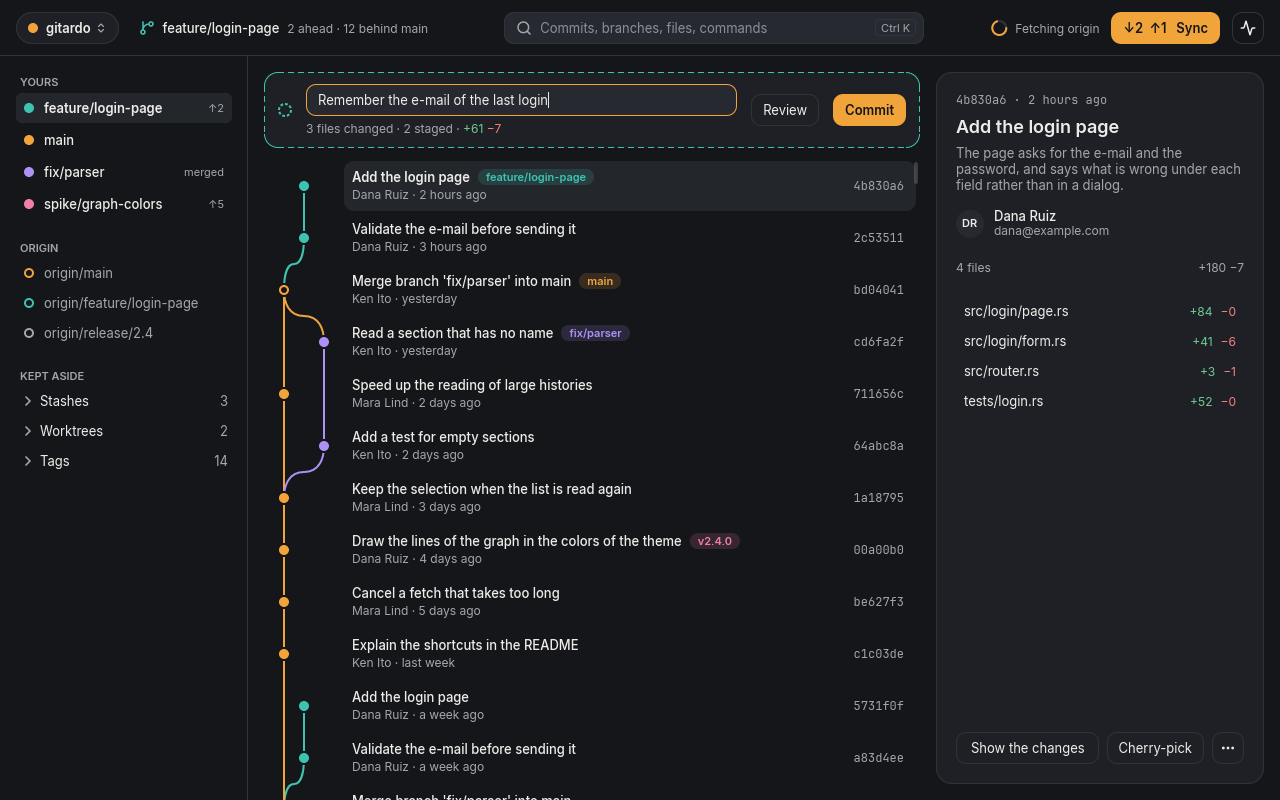 gitardo
feature/login-page 2 ahead · 12 behind main
Commits, branches, files, commands Ctrl K
Fetching origin
↓2 ↑1 Sync
YOURS
feature/login-page ↑2
main
fix/parser merged
spike/graph-colors ↑5
ORIGIN
origin/main
origin/feature/login-page
origin/release/2.4
KEPT ASIDE
Stashes 3
Worktrees 2
Tags 14
Remember the e-mail of the last login
3 files changed · 2 staged · +61 −7
Review
Commit
Add the login page feature/login-page
Dana Ruiz · 2 hours ago 4b830a6
Validate the e-mail before sending it
Dana Ruiz · 3 hours ago 2c53511
Merge branch 'fix/parser' into main main
Ken Ito · yesterday bd04041
Read a section that has no name fix/parser
Ken Ito · yesterday cd6fa2f
Speed up the reading of large histories
Mara Lind · 2 days ago 711656c
Add a test for empty sections
Ken Ito · 2 days ago 64abc8a
Keep the selection when the list is read again
Mara Lind · 3 days ago 1a18795
Draw the lines of the graph in the colors of the theme v2.4.0
Dana Ruiz · 4 days ago 00a00b0
Cancel a fetch that takes too long
Mara Lind · 5 days ago be627f3
Explain the shortcuts in the README
Ken Ito · last week c1c03de
Add the login page
Dana Ruiz · a week ago 5731f0f
Validate the e-mail before sending it
Dana Ruiz · a week ago a83d4ee
Merge branch 'fix/parser' into main
4b830a6 · 2 hours ago
Add the login page
The page asks for the e-mail and the
password, and says what is wrong under each
field rather than in a dialog.
DR
Dana Ruiz
dana@example.com
4 files +180 −7
src/login/page.rs +84 −0
src/login/form.rs +41 −6
src/router.rs +3 −1
tests/login.rs +52 −0
Show the changes
Cherry-pick